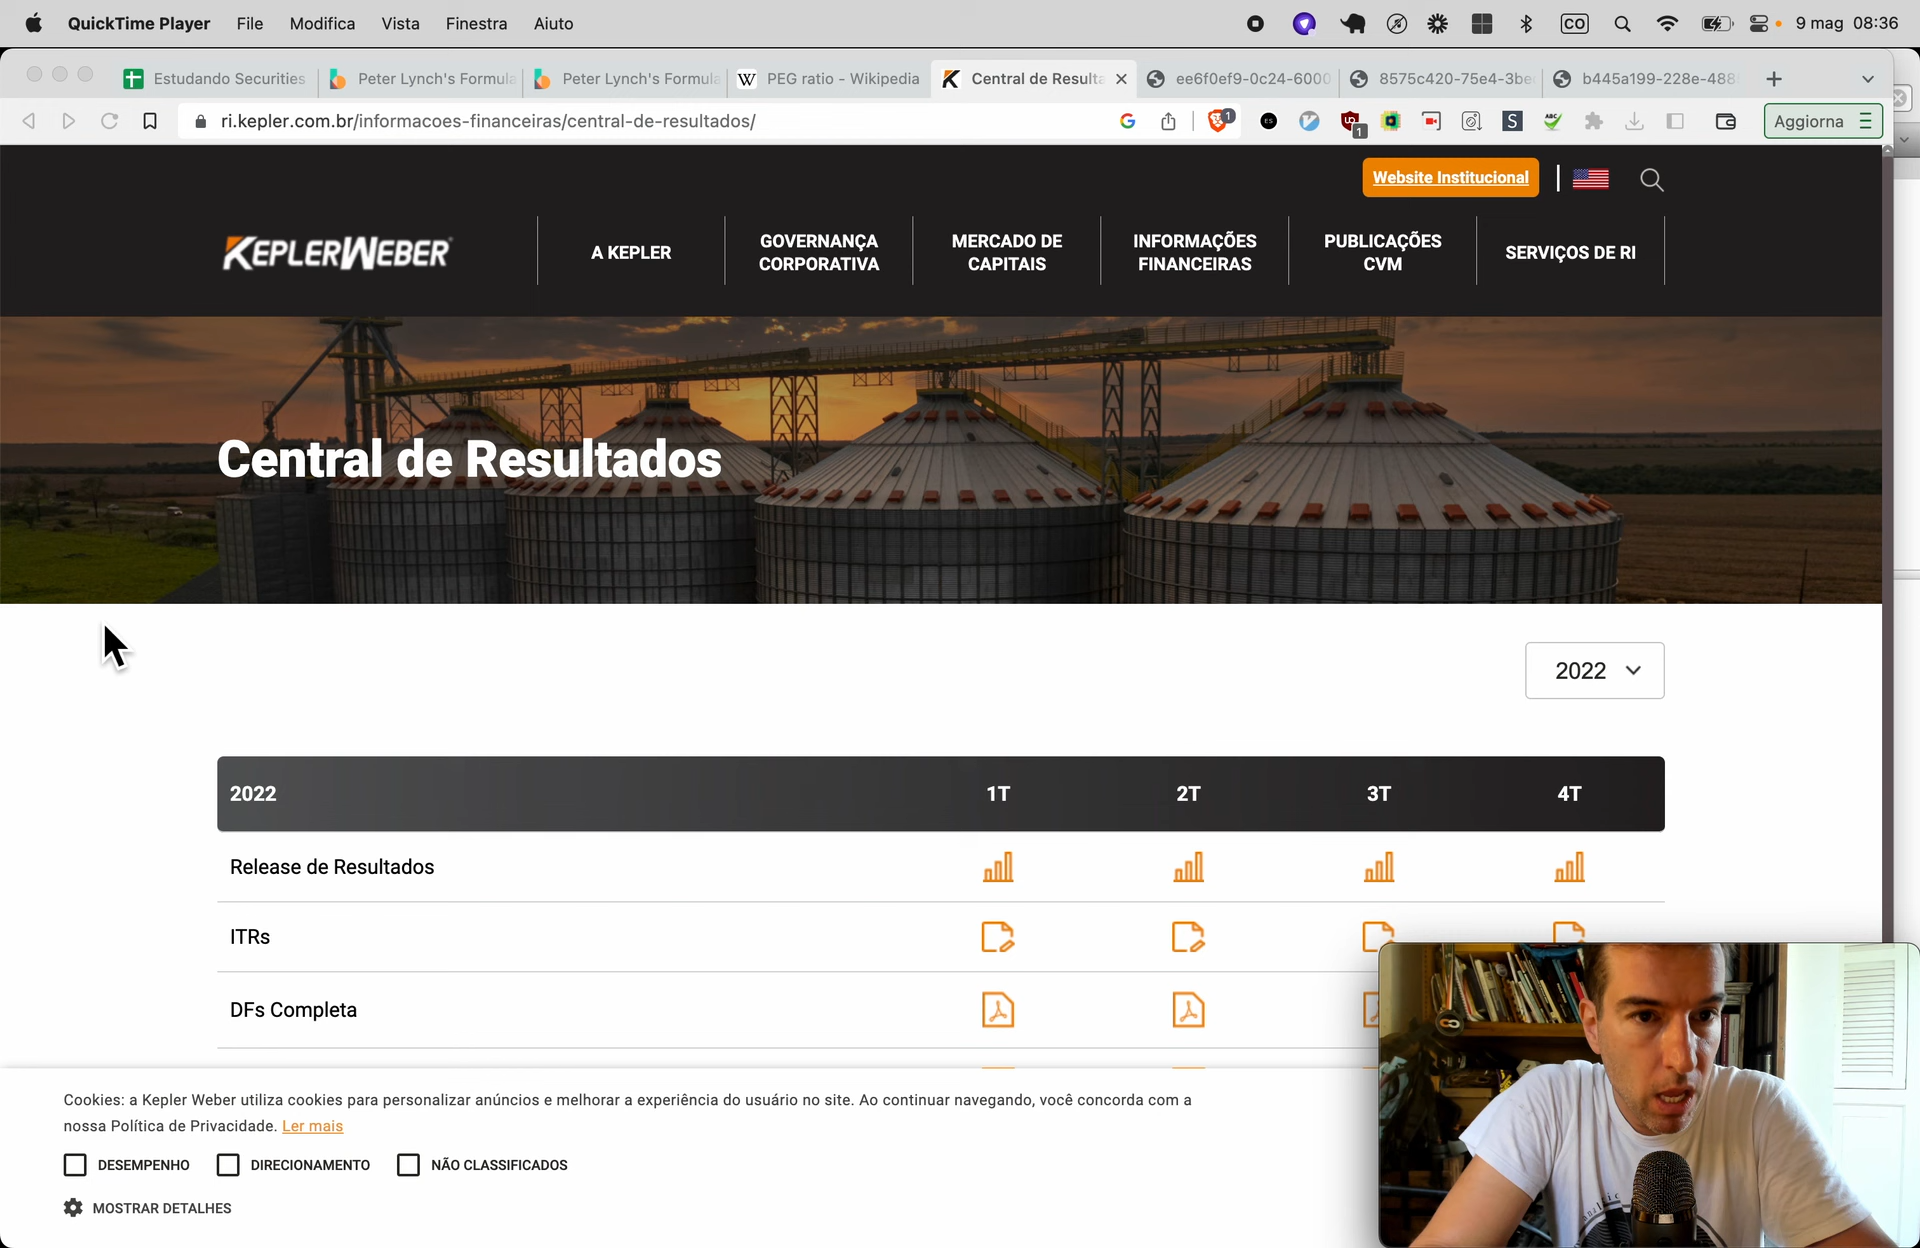 QuickTime Player File Modifica Vista Finestra Aiuto CO 9 mag 08:36
Estudando Securities Peter Lynch's Formula Peter Lynch's Formula W PEG ratio - Wikipedia Central de Resulta ee6f0ef9-0c24-6000 8575c420-75e4-3be b445a199-228e-488
ri.kepler.com.br/informacoes-financeiras/central-de-resultados/ 1 1 S ABC Aggiorna
Website Institucional
KEPLERWEBER
A KEPLER
GOVERNANÇA
CORPORATIVA
MERCADO DE
CAPITAIS
INFORMAÇÕES
FINANCEIRAS
PUBLICAÇÕES
CVM
SERVIÇOS DE RI
Central de Resultados
2022
2022 1T 2T 3T 4T
Release de Resultados
ITRs
DFs Completa
Cookies: a Kepler Weber utiliza cookies para personalizar anúncios e melhorar a experiência do usuário no site. Ao continuar navegando, você concorda com a
nossa Política de Privacidade. Ler mais
DESEMPENHO DIRECIONAMENTO NÃO CLASSIFICADOS
MOSTRAR DETALHES